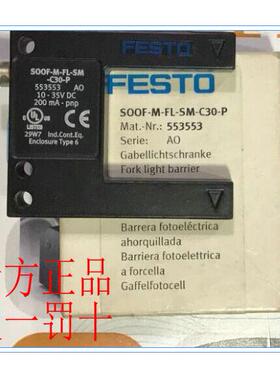 FESTO
SOOF-M-FL-SM
-C30-P
553553 AO
10 - 35V DC
200 mA - pnp
UL
LISTED
29W7 Ind.Cont.Eq.
Enclosure Type 6
FESTO
SOOF-M-FL-SM-C30-P
Mat.-Nr.: 553553
Serie: AO
Gabellichtschranke
Fork light barrier
Barrera fotoeléctrica
ahorquillada
Barriera fotoelettrica
a forcella
Gaffelfotocell
方正品
一罚十